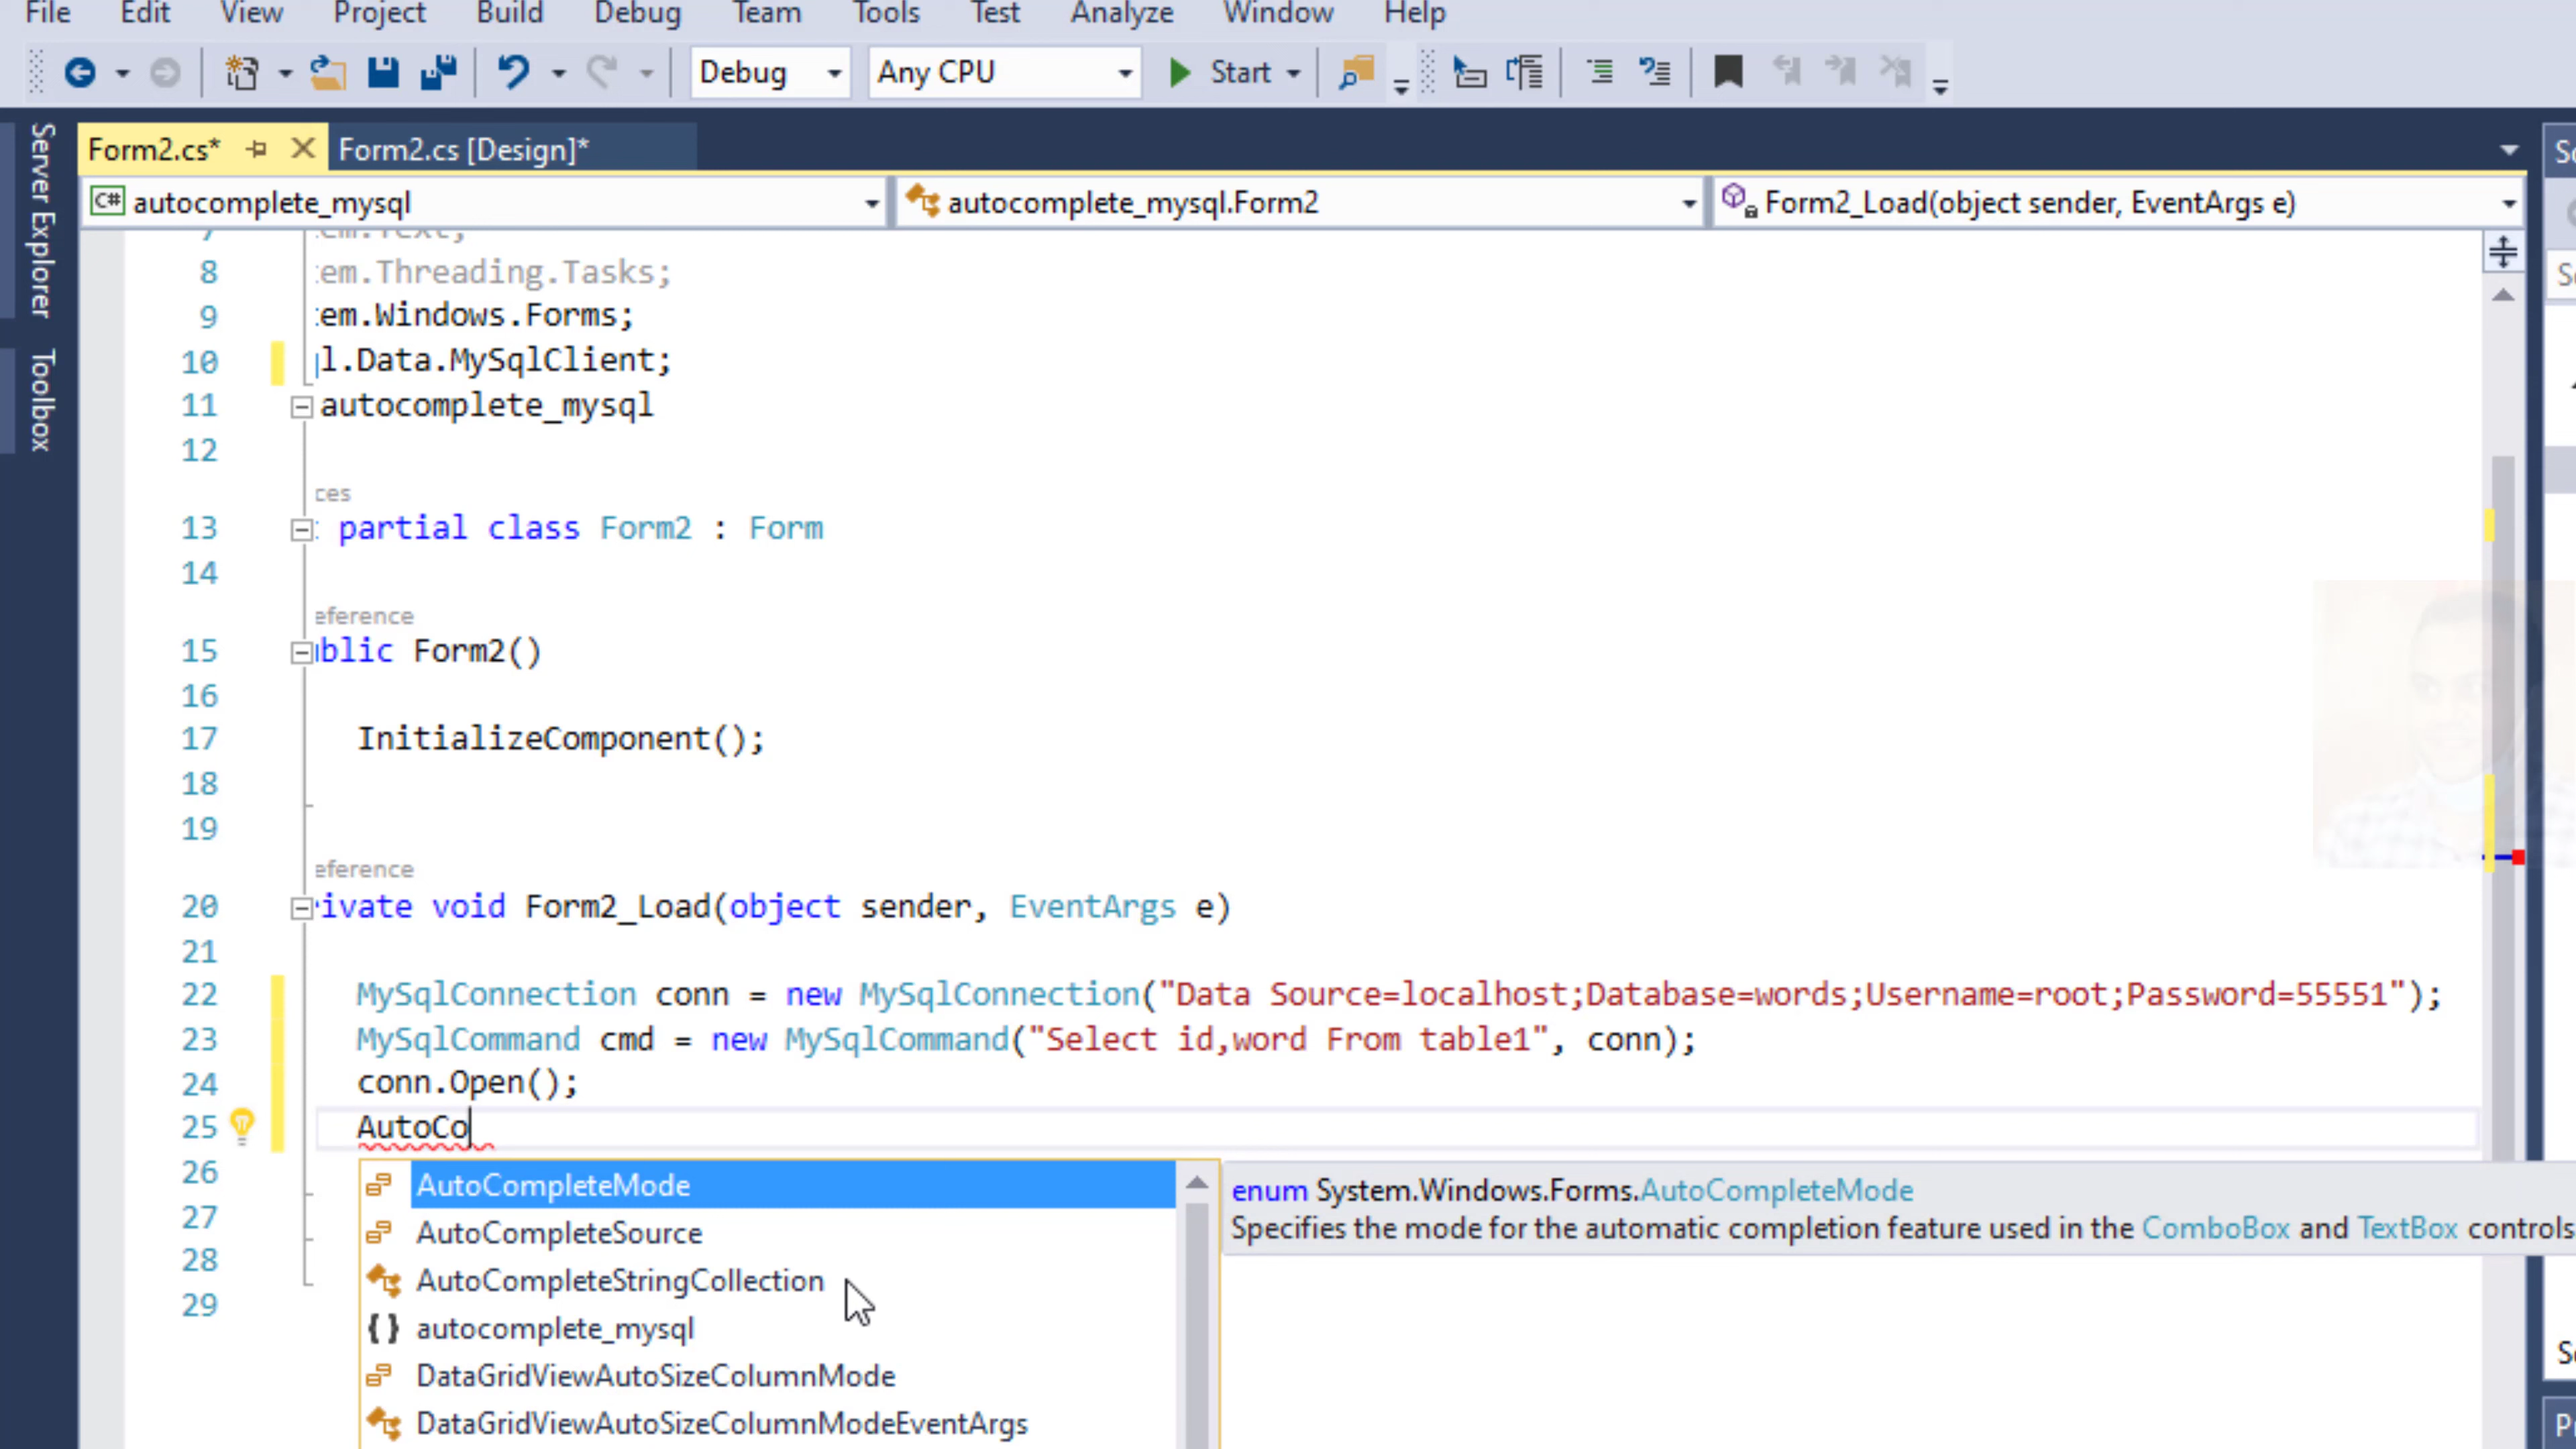 File Edit View Project Build Debug Team Tools Test Analyze Window Help
Debug Any CPU Start
Server Explorer
Toolbox
Form2.cs* Form2.cs [Design]*
C# autocomplete_mysql autocomplete_mysql.Form2 Form2_Load(object sender, EventArgs e)
8 tem.Threading.Tasks;
9 tem.Windows.Forms;
10 l.Data.MySqlClient;
11 autocomplete_mysql
12
ces
13 partial class Form2 : Form
14
eference
15 ublic Form2()
16
17 InitializeComponent();
18
19
eference
20 rivate void Form2_Load(object sender, EventArgs e)
21
22 MySqlConnection conn = new MySqlConnection("Data Source=localhost;Database=words;Username=root;Password=55551");
23 MySqlCommand cmd = new MySqlCommand("Select id,word From table1", conn);
24 conn.Open();
25 AutoCo
26
27
28
29
AutoCompleteMode
AutoCompleteSource
AutoCompleteStringCollection
{ } autocomplete_mysql
DataGridViewAutoSizeColumnMode
DataGridViewAutoSizeColumnModeEventArgs
enum System.Windows.Forms.AutoCompleteMode
Specifies the mode for the automatic completion feature used in the ComboBox and TextBox controls